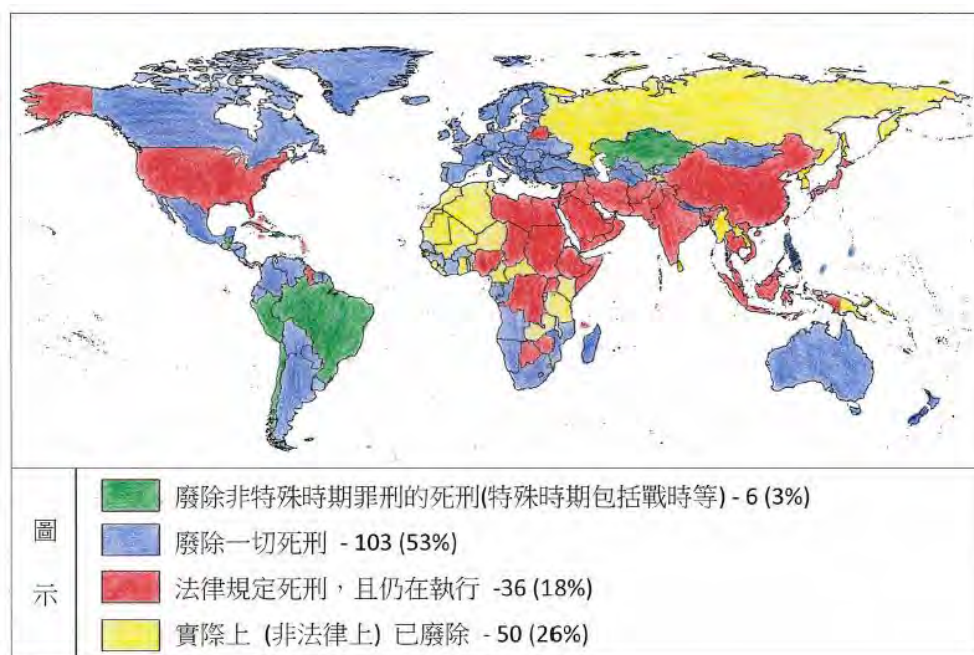 圖示
廢除非特殊時期罪刑的死刑(特殊時期包括戰時等) - 6 (3%)
廢除一切死刑 - 103 (53%)
法律規定死刑，且仍在執行 -36 (18%)
實際上 (非法律上) 已廢除 - 50 (26%)